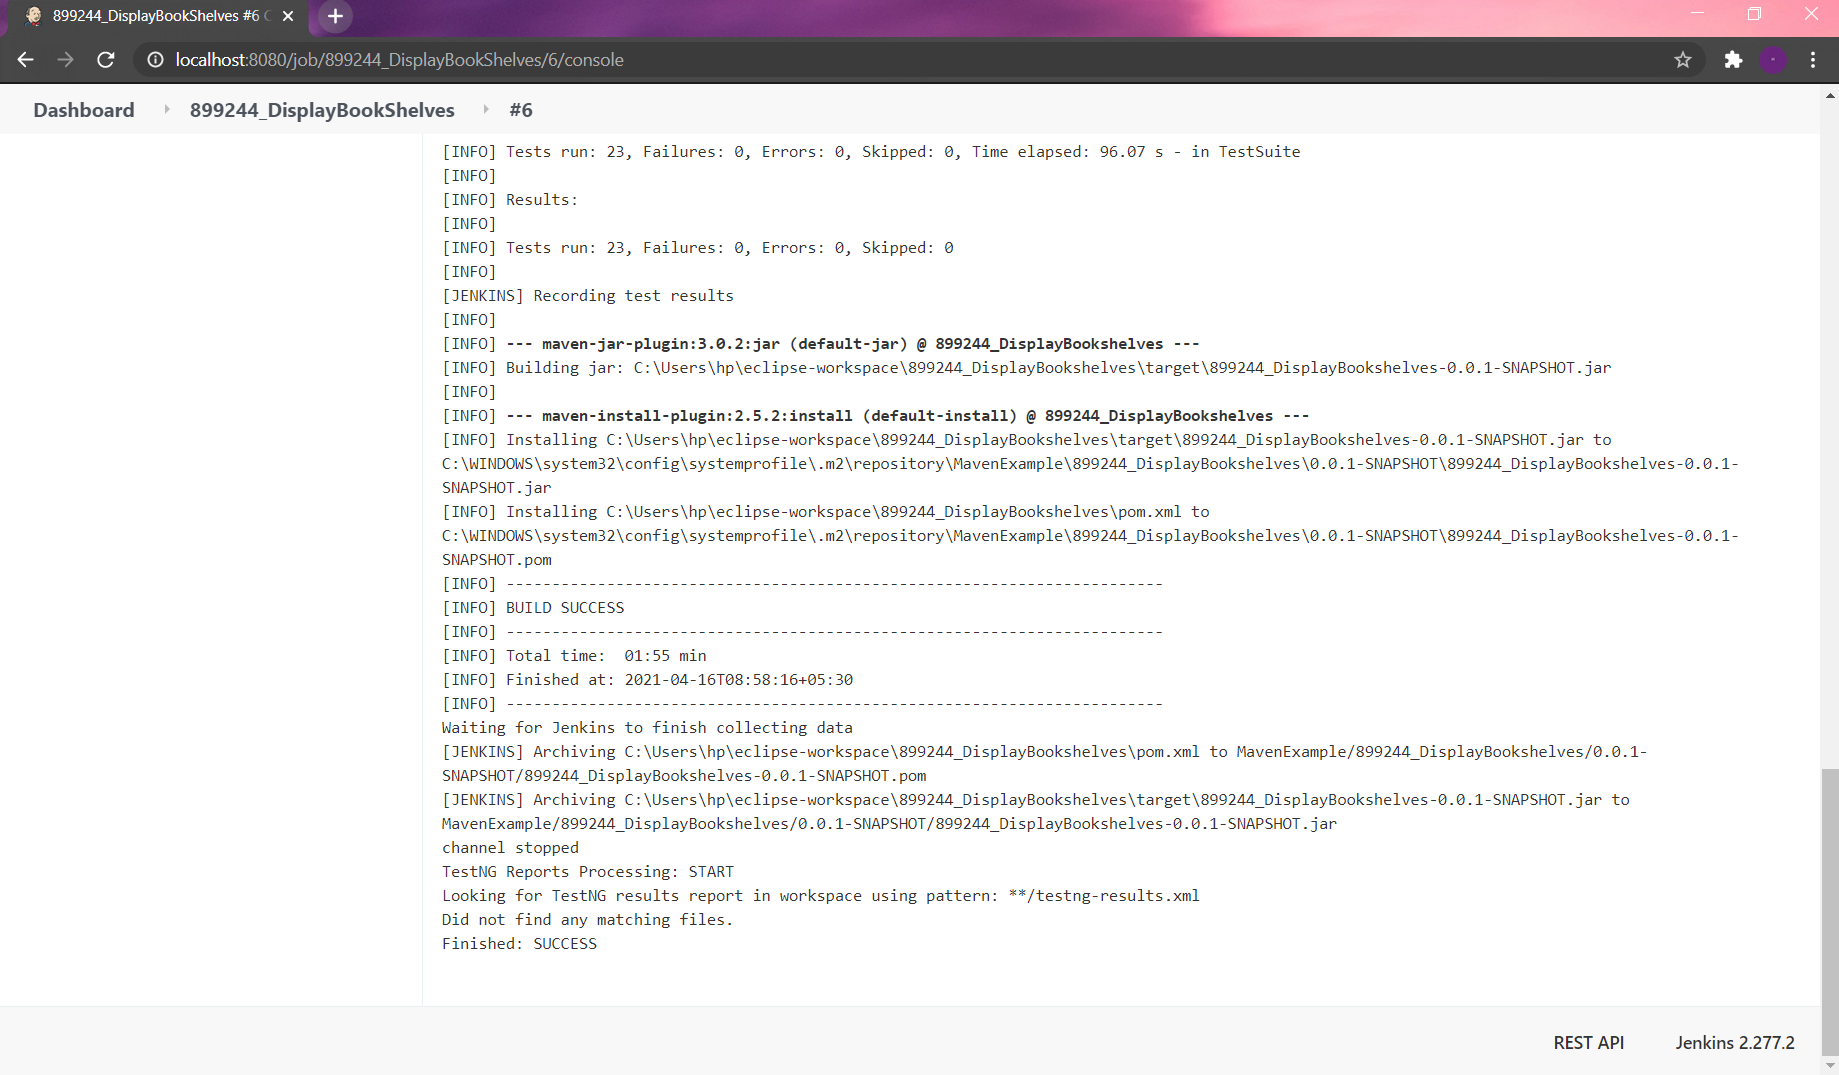 899244_DisplayBookShelves #6
localhost:8080/job/899244_DisplayBookShelves/6/console
Dashboard 899244_DisplayBookShelves #6
[INFO] Tests run: 23, Failures: 0, Errors: 0, Skipped: 0, Time elapsed: 96.07 s - in TestSuite
[INFO]
[INFO] Results:
[INFO]
[INFO] Tests run: 23, Failures: 0, Errors: 0, Skipped: 0
[INFO]
[JENKINS] Recording test results
[INFO]
[INFO] --- maven-jar-plugin:3.0.2:jar (default-jar) @ 899244_DisplayBookshelves ---
[INFO] Building jar: C:\Users\hp\eclipse-workspace\899244_DisplayBookshelves\target\899244_DisplayBookshelves-0.0.1-SNAPSHOT.jar
[INFO]
[INFO] --- maven-install-plugin:2.5.2:install (default-install) @ 899244_DisplayBookshelves ---
[INFO] Installing C:\Users\hp\eclipse-workspace\899244_DisplayBookshelves\target\899244_DisplayBookshelves-0.0.1-SNAPSHOT.jar to
C:\WINDOWS\system32\config\systemprofile\.m2\repository\MavenExample\899244_DisplayBookshelves\0.0.1-SNAPSHOT\899244_DisplayBookshelves-0.0.1-
SNAPSHOT.jar
[INFO] Installing C:\Users\hp\eclipse-workspace\899244_DisplayBookshelves\pom.xml to
C:\WINDOWS\system32\config\systemprofile\.m2\repository\MavenExample\899244_DisplayBookshelves\0.0.1-SNAPSHOT\899244_DisplayBookshelves-0.0.1-
SNAPSHOT.pom
[INFO] ------------------------------------------------------------------------
[INFO] BUILD SUCCESS
[INFO] ------------------------------------------------------------------------
[INFO] Total time:  01:55 min
[INFO] Finished at: 2021-04-16T08:58:16+05:30
[INFO] ------------------------------------------------------------------------
Waiting for Jenkins to finish collecting data
[JENKINS] Archiving C:\Users\hp\eclipse-workspace\899244_DisplayBookshelves\pom.xml to MavenExample/899244_DisplayBookshelves/0.0.1-
SNAPSHOT/899244_DisplayBookshelves-0.0.1-SNAPSHOT.pom
[JENKINS] Archiving C:\Users\hp\eclipse-workspace\899244_DisplayBookshelves\target\899244_DisplayBookshelves-0.0.1-SNAPSHOT.jar to
MavenExample/899244_DisplayBookshelves/0.0.1-SNAPSHOT/899244_DisplayBookshelves-0.0.1-SNAPSHOT.jar
channel stopped
TestNG Reports Processing: START
Looking for TestNG results report in workspace using pattern: **/testng-results.xml
Did not find any matching files.
Finished: SUCCESS
REST API Jenkins 2.277.2